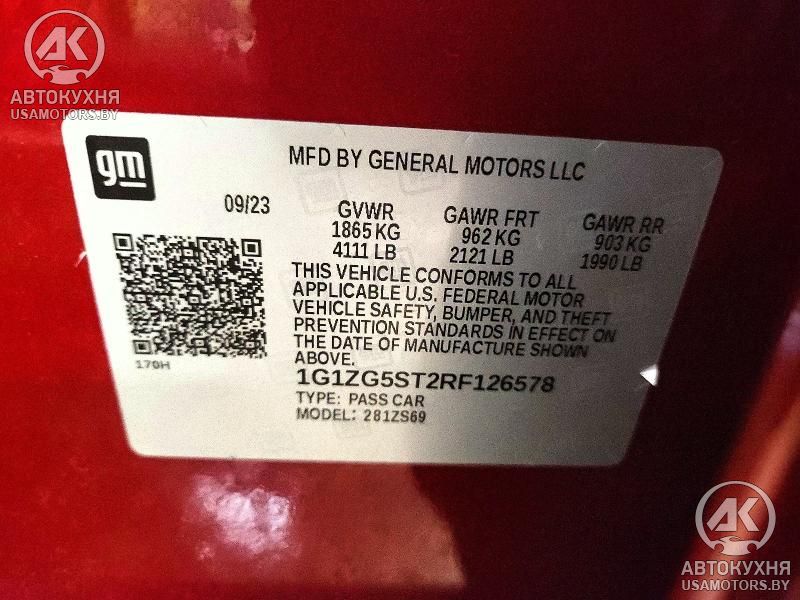 AK
АВТОКУХНЯ
USAMOTORS.BY
gm
MFD BY GENERAL MOTORS LLC
09/23
GVWR GAWR FRT GAWR RR
1865 KG 962 KG 903 KG
4111 LB 2121 LB 1990 LB
THIS VEHICLE CONFORMS TO ALL
APPLICABLE U.S. FEDERAL MOTOR
VEHICLE SAFETY, BUMPER, AND THEFT
PREVENTION STANDARDS IN EFFECT ON
THE DATE OF MANUFACTURE SHOWN
ABOVE.
170H
1G1ZG5ST2RF126578
TYPE: PASS CAR
MODEL: 281ZS69
AK
АВТОКУХНЯ
USAMOTORS.BY